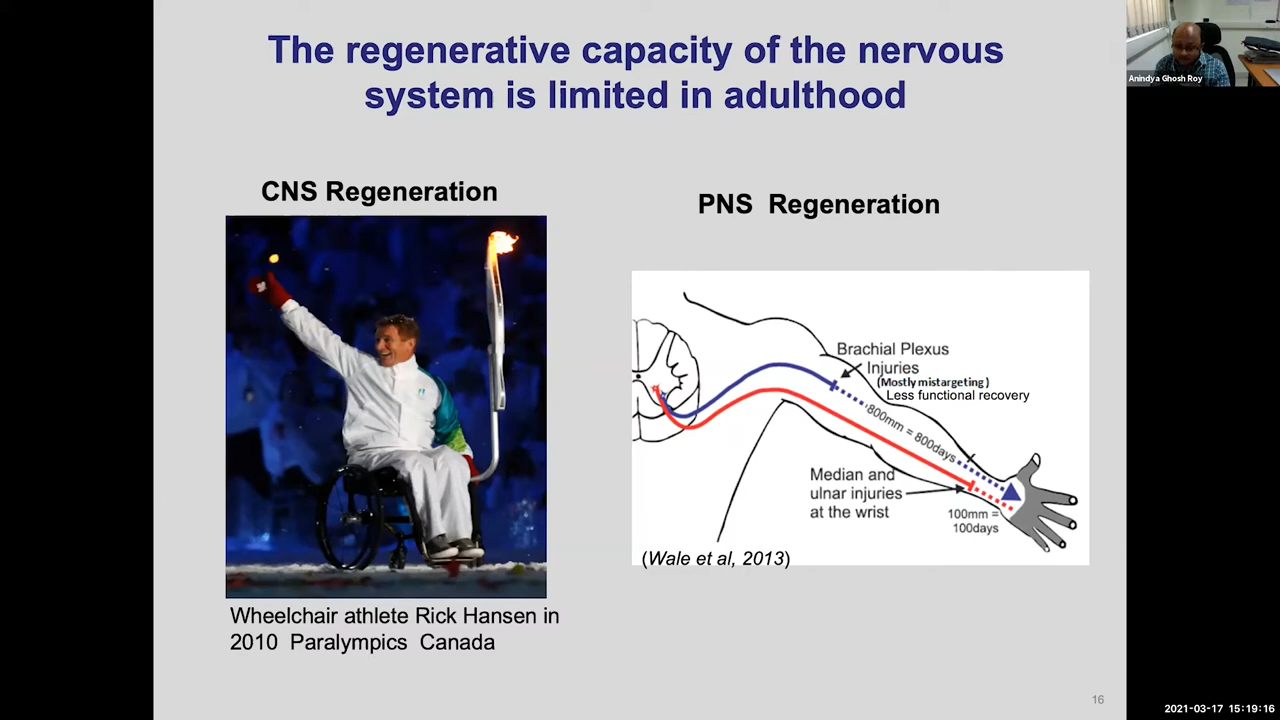 The regenerative capacity of the nervous
system is limited in adulthood
Anindya Ghosh Roy
CNS Regeneration
PNS Regeneration
Brachial Plexus
Injuries
(Mostly mistargeting)
Less functional recovery
800mm = 800days
Median and
ulnar injuries
at the wrist
100mm =
100days
(Wale et al, 2013)
Wheelchair athlete Rick Hansen in
2010 Paralympics Canada
16
2021-03-17 15:19:16